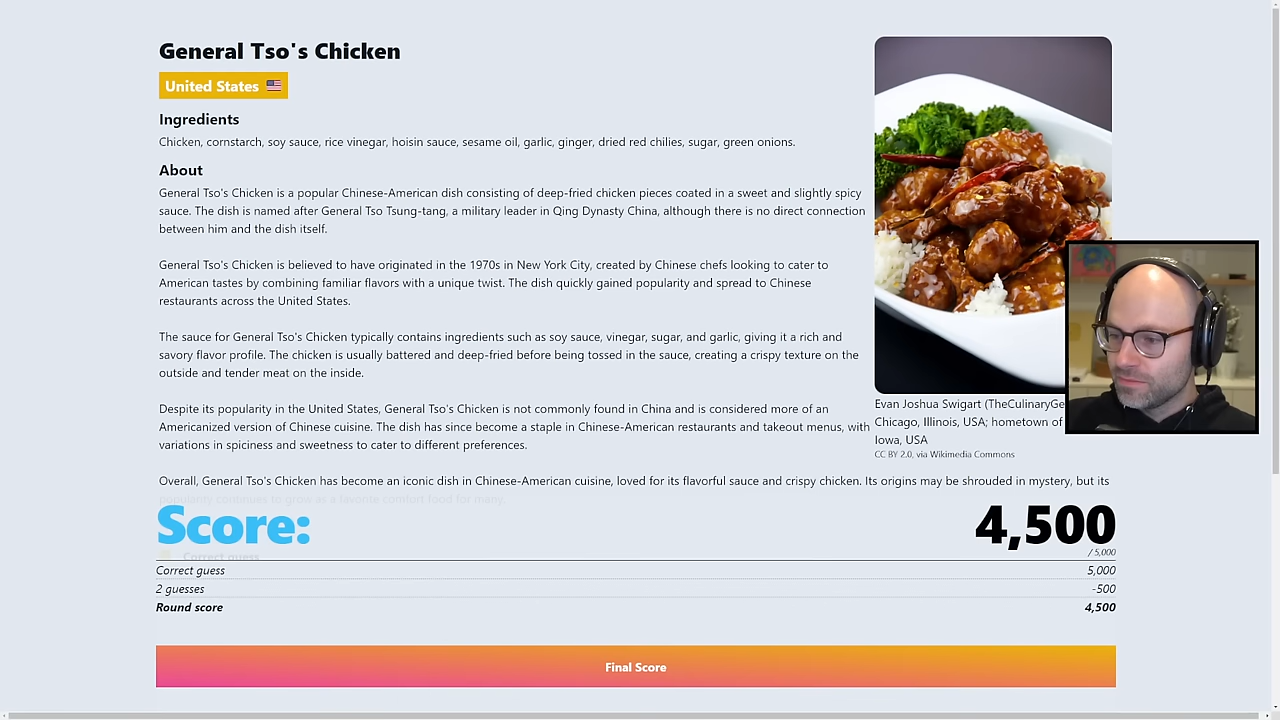 General Tso's Chicken
United States
Ingredients
Chicken, cornstarch, soy sauce, rice vinegar, hoisin sauce, sesame oil, garlic, ginger, dried red chilies, sugar, green onions.
About
General Tso's Chicken is a popular Chinese-American dish consisting of deep-fried chicken pieces coated in a sweet and slightly spicy
sauce. The dish is named after General Tso Tsung-tang, a military leader in Qing Dynasty China, although there is no direct connection
between him and the dish itself.
General Tso's Chicken is believed to have originated in the 1970s in New York City, created by Chinese chefs looking to cater to
American tastes by combining familiar flavors with a unique twist. The dish quickly gained popularity and spread to Chinese
restaurants across the United States.
The sauce for General Tso's Chicken typically contains ingredients such as soy sauce, vinegar, sugar, and garlic, giving it a rich and
savory flavor profile. The chicken is usually battered and deep-fried before being tossed in the sauce, creating a crispy texture on the
outside and tender meat on the inside.
Despite its popularity in the United States, General Tso's Chicken is not commonly found in China and is considered more of an
Americanized version of Chinese cuisine. The dish has since become a staple in Chinese-American restaurants and takeout menus, with
variations in spiciness and sweetness to cater to different preferences.
Overall, General Tso's Chicken has become an iconic dish in Chinese-American cuisine, loved for its flavorful sauce and crispy chicken. Its origins may be shrouded in mystery, but its
popularity continues to grow as a favorite comfort food for many.
Evan Joshua Swigart (TheCulinaryGe
Chicago, Illinois, USA; hometown of
Iowa, USA
CC BY 2.0, via Wikimedia Commons
Score: 4,500
/ 5,000
Correct guess
Correct guess 5,000
2 guesses -500
Round score 4,500
Final Score